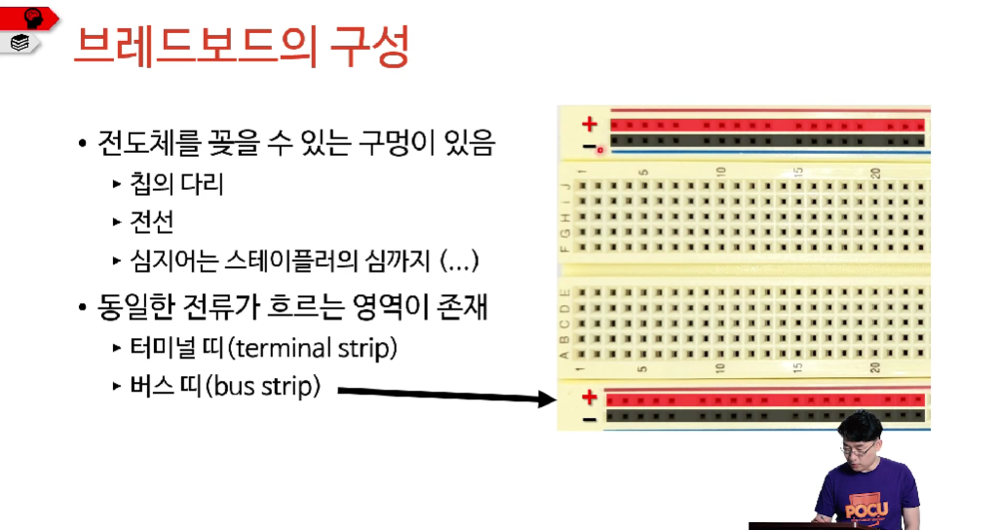 브레드보드의 구성
• 전도체를 꽂을 수 있는 구멍이 있음
▸ 칩의 다리
▸ 전선
▸ 심지어는 스테이플러의 심까지 (...)
• 동일한 전류가 흐르는 영역이 존재
▸ 터미널 띠(terminal strip)
▸ 버스 띠(bus strip)
+
−
1 5 10 15 20
J
I
H
G
F
E
D
C
B
A
1 5 10 15 20
+
−
POCU